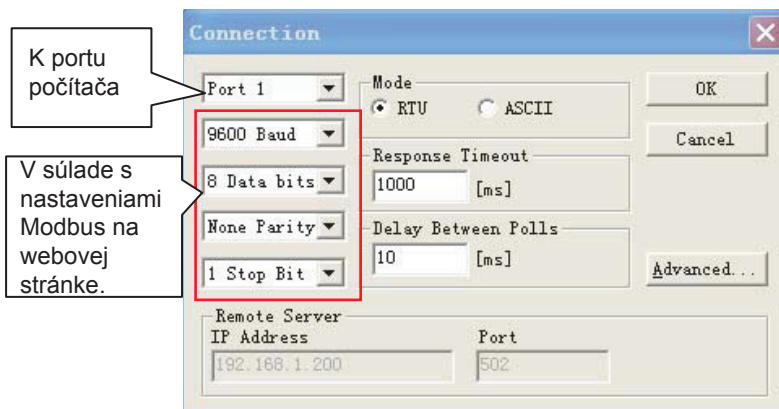 Connection
K portu
počítača
Port 1
Mode
RTU
ASCII
OK
9600 Baud
Cancel
V súlade s
nastaveniami
Modbus na
webovej
stránke.
8 Data bits
Response Timeout
1000 [ms]
None Parity
Delay Between Polls
10 [ms]
1 Stop Bit
Advanced...
Remote Server
IP Address
Port
192.168.1.200
502